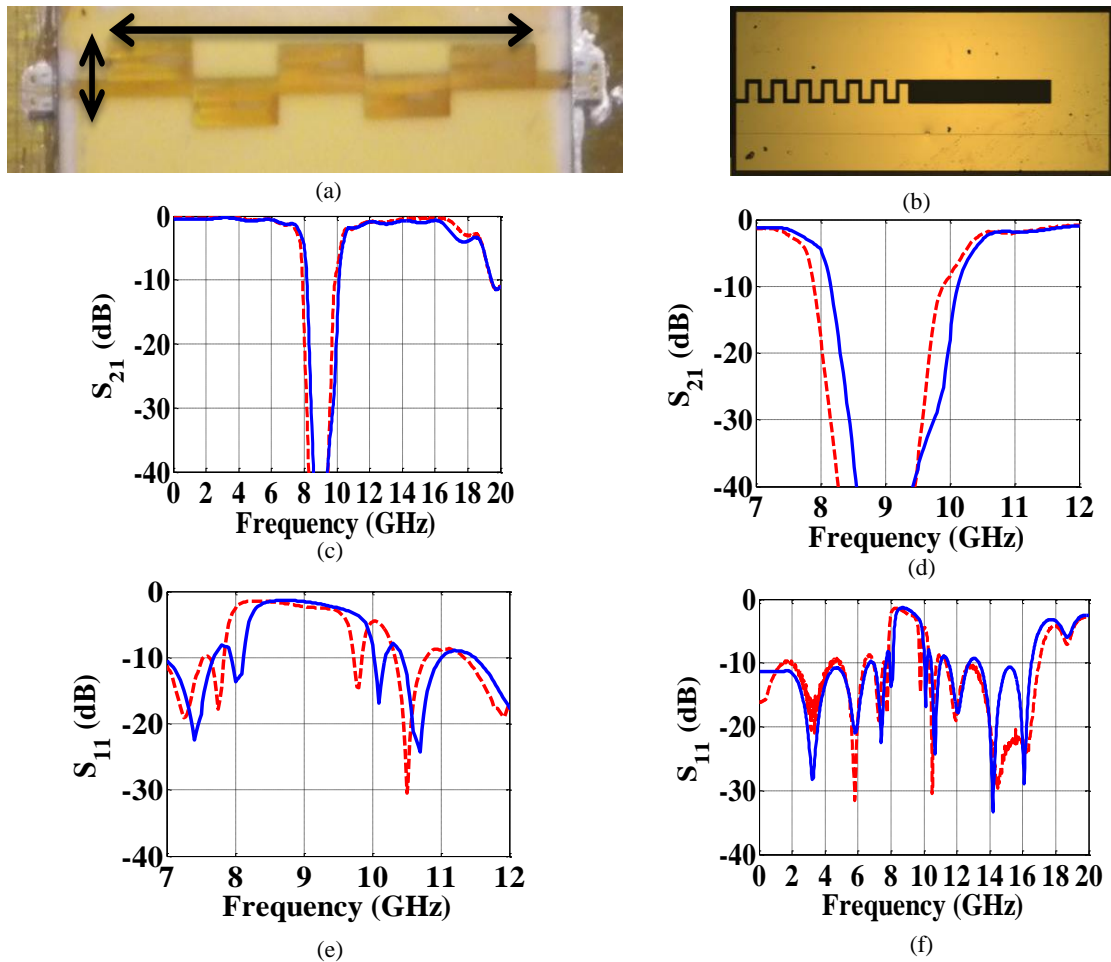 (a)
(b)
0
-10
-20
-30
-40
S21 (dB)
0 2 4 6 8 10 12 14 16 18 20
Frequency (GHz)
(c)
0
-10
-20
-30
-40
S21 (dB)
7 8 9 10 11 12
Frequency (GHz)
(d)
0
-10
-20
-30
-40
S11 (dB)
7 8 9 10 11 12
Frequency (GHz)
(e)
0
-10
-20
-30
-40
S11 (dB)
0 2 4 6 8 10 12 14 16 18 20
Frequency (GHz)
(f)